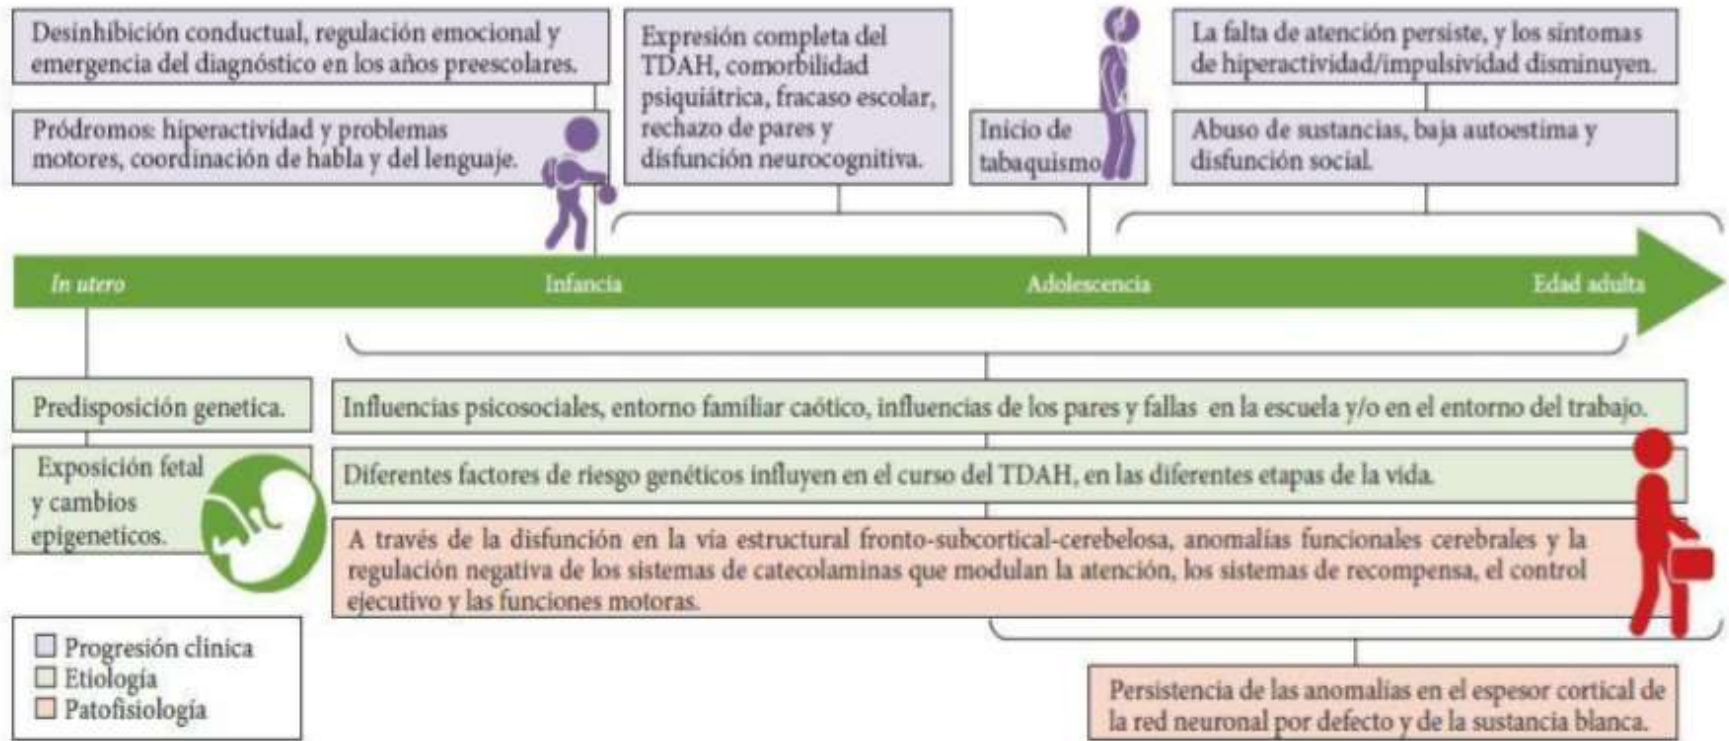 Desinhibición conductual, regulación emocional y
emergencia del diagnóstico en los años preescolares.
Pródromos: hiperactividad y problemas
motores, coordinación de habla y del lenguaje.
Expresión completa del
TDAH, comorbilidad
psiquiátrica, fracaso escolar,
rechazo de pares y
disfunción neurocognitiva.
Inicio de
tabaquismo
La falta de atención persiste, y los síntomas
de hiperactividad/impulsividad disminuyen.
Abuso de sustancias, baja autoestima y
disfunción social.
In utero
Infancia
Adolescencia
Edad adulta
Predisposición genetica.
Exposición fetal
y cambios
epigeneticos.
Influencias psicosociales, entorno familiar caótico, influencias de los pares y fallas en la escuela y/o en el entorno del trabajo.
Diferentes factores de riesgo genéticos influyen en el curso del TDAH, en las diferentes etapas de la vida.
A través de la disfunción en la vía estructural fronto-subcortical-cerebelosa, anomalías funcionales cerebrales y la
regulación negativa de los sistemas de catecolaminas que modulan la atención, los sistemas de recompensa, el control
ejecutivo y las funciones motoras.
Progresión clínica
Etiología
Patofisiología
Persistencia de las anomalías en el espesor cortical de
la red neuronal por defecto y de la sustancia blanca.